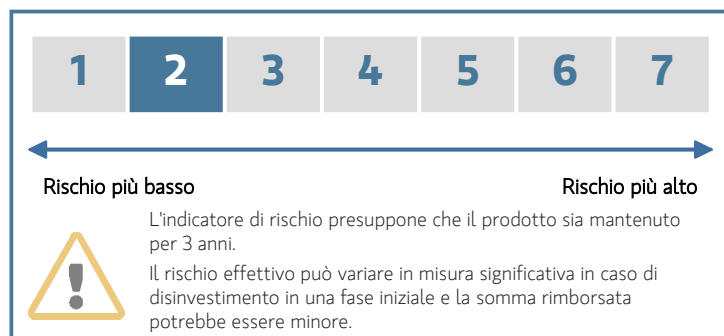 1 2 3 4 5 6 7
Rischio più basso Rischio più alto
L'indicatore di rischio presuppone che il prodotto sia mantenuto
per 3 anni.
Il rischio effettivo può variare in misura significativa in caso di
disinvestimento in una fase iniziale e la somma rimborsata
potrebbe essere minore.